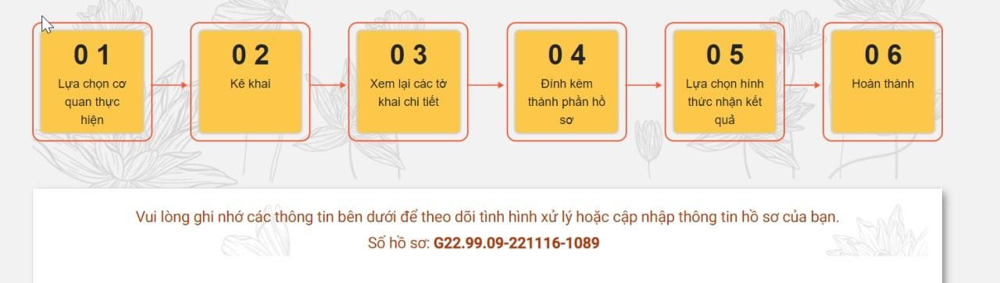 0 1
Lựa chọn cơ
quan thực
hiện
0 2
Kê khai
0 3
Xem lại các tờ
khai chi tiết
0 4
Đính kèm
thành phần hồ
sơ
0 5
Lựa chọn hình
thức nhận kết
quả
0 6
Hoàn thành
Vui lòng ghi nhớ các thông tin bên dưới để theo dõi tình hình xử lý hoặc cập nhập thông tin hồ sơ của bạn.
Số hồ sơ: G22.99.09-221116-1089